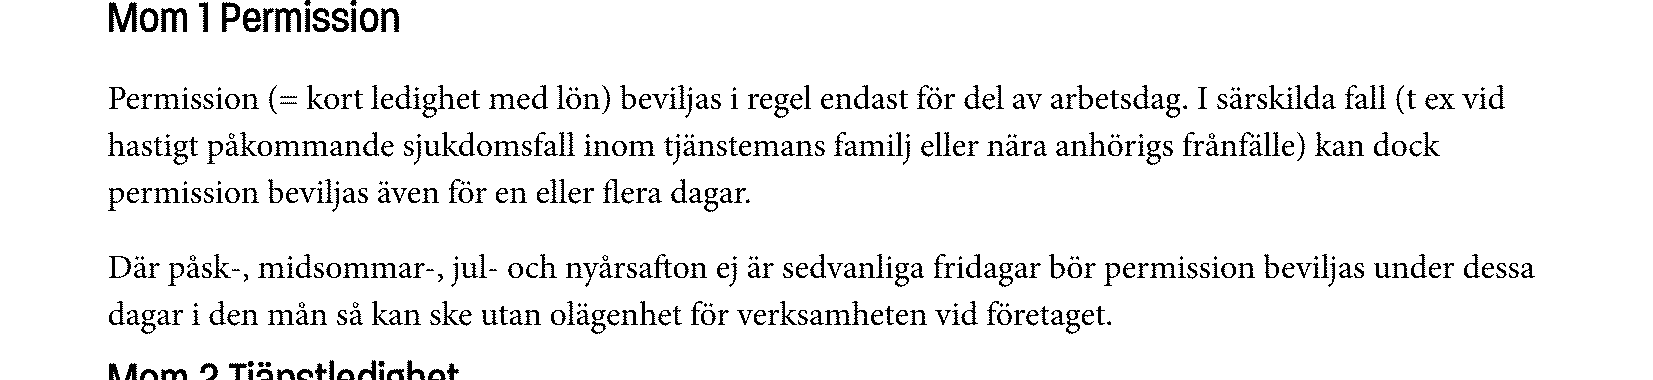 Mom 1 Permission
Permission (= kort ledighet med lön) beviljas i regel endast för del av arbetsdag. I särskilda fall (t ex vid
hastigt påkommande sjukdomsfall inom tjänstemans familj eller nära anhörigs frånfälle) kan dock
permission beviljas även för en eller flera dagar.
Där påsk-, midsommar-, jul- och nyårsafton ej är sedvanliga fridagar bör permission beviljas under dessa
dagar i den mån så kan ske utan olägenhet för verksamheten vid företaget.
Mom 2 Tjänstledighet